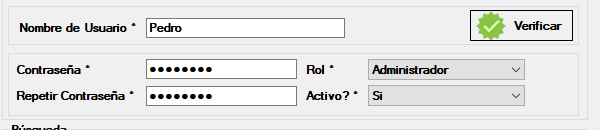 Nombre de Usuario * Pedro Verificar
Contraseña * ●●●●●●●● Rol * Administrador
Repetir Contraseña * ●●●●●●●● Activo? * Si
Búsqueda